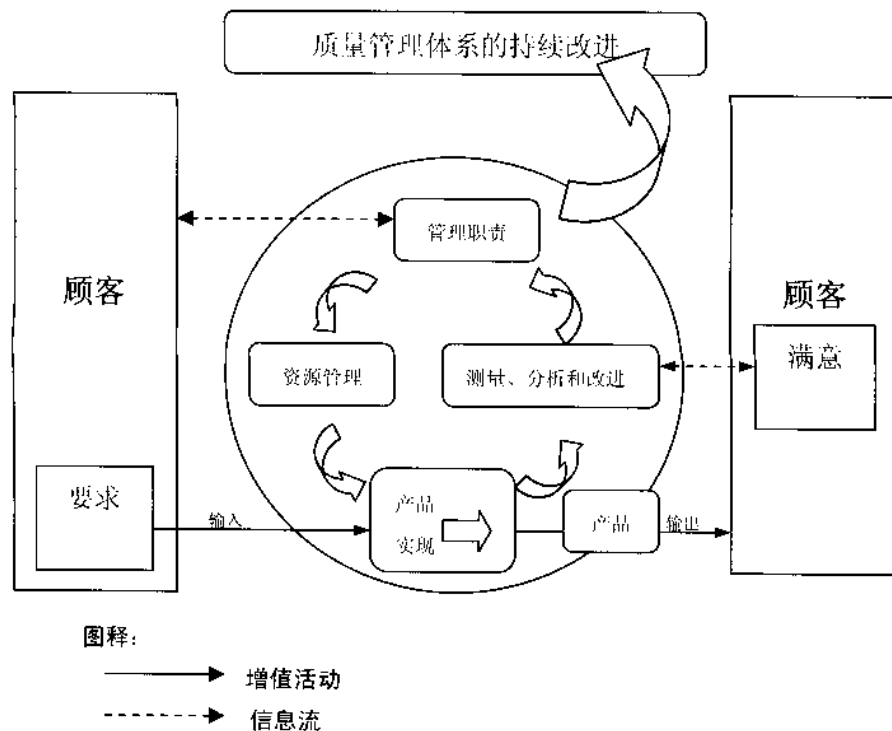 质量管理体系的持续改进
管理职责
顾客
顾客
满意
资源管理
测量、分析和改进
要求
输入
产品
实现
产品
输出
图释：
增值活动
信息流